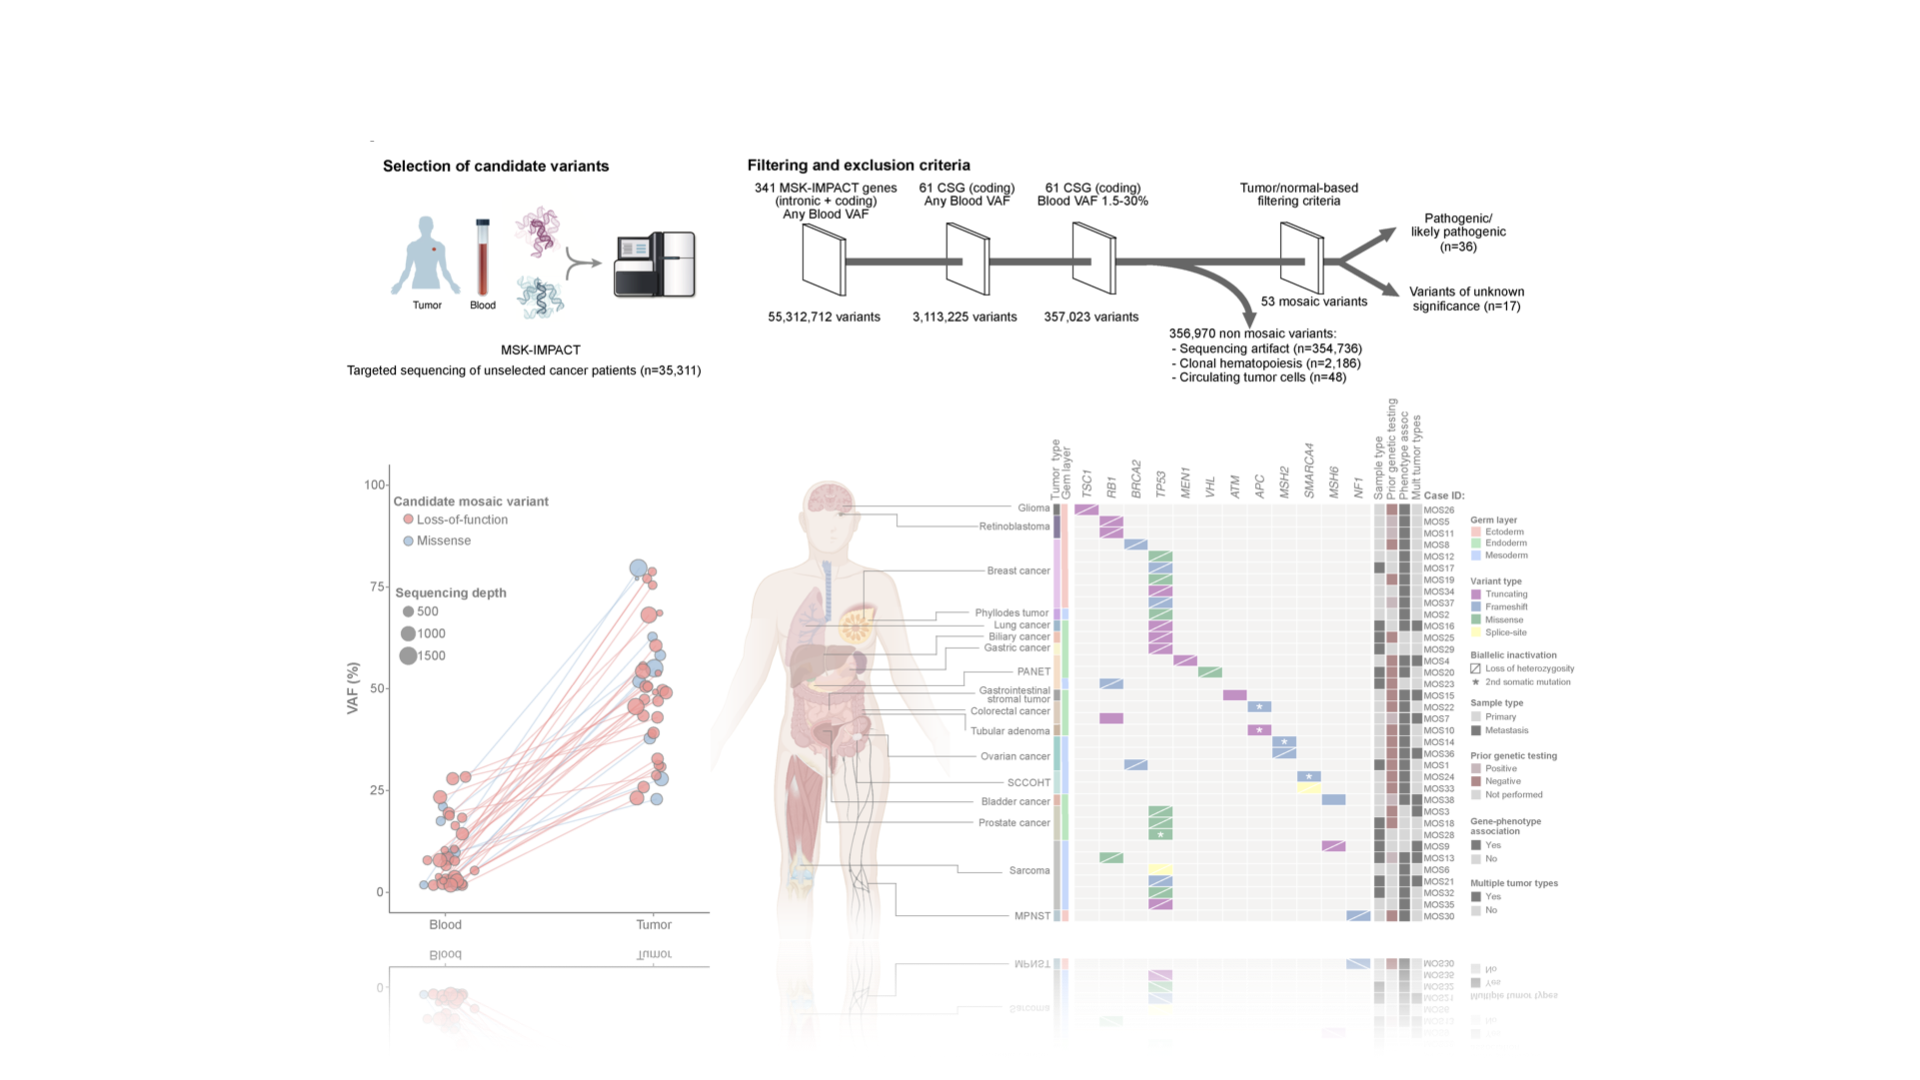 Selection of candidate variants
Tumor
Blood
MSK-IMPACT
Targeted sequencing of unselected cancer patients (n=35,311)
Filtering and exclusion criteria
341 MSK-IMPACT genes
(intronic + coding)
Any Blood VAF
61 CSG (coding)
Any Blood VAF
61 CSG (coding)
Blood VAF 1.5-30%
Tumor/normal-based
filtering criteria
Pathogenic/
likely pathogenic
(n=36)
Variants of unknown
significance (n=17)
55,312,712 variants
3,113,225 variants
357,023 variants
53 mosaic variants
356,970 non mosaic variants:
- Sequencing artifact (n=354,736)
- Clonal hematopoiesis (n=2,186)
- Circulating tumor cells (n=48)
VAF (%)
100
75
50
25
0
Candidate mosaic variant
Loss-of-function
Missense
Sequencing depth
500
1000
1500
Blood
Tumor
Glioma
Retinoblastoma
Breast cancer
Phyllodes tumor
Lung cancer
Biliary cancer
Gastric cancer
PANET
Gastrointestinal
stromal tumor
Colorectal cancer
Tubular adenoma
Ovarian cancer
SCCOHT
Bladder cancer
Prostate cancer
Sarcoma
MPNST
Tumor type
Gem layer
TSC1
RB1
BRCA2
TP53
MEN1
VHL
ATM
APC
MSH2
SMARCA4
MSH6
NF1
Sample type
Prior genetic testing
Phenotype assoc
Mult tumor types
Case ID:
MOS26
MOS5
MOS11
MOS8
MOS12
MOS17
MOS19
MOS34
MOS37
MOS2
MOS16
MOS25
MOS29
MOS4
MOS20
MOS23
MOS15
MOS22
MOS7
MOS10
MOS14
MOS36
MOS1
MOS24
MOS33
MOS38
MOS3
MOS18
MOS28
MOS9
MOS13
MOS6
MOS21
MOS32
MOS35
MOS30
Germ layer
Ectoderm
Endoderm
Mesoderm
Variant type
Truncating
Frameshift
Missense
Splice-site
Biallelic inactivation
Loss of heterozygosity
* 2nd somatic mutation
Sample type
Primary
Metastasis
Prior genetic testing
Positive
Negative
Not performed
Gene-phenotype
association
Yes
No
Multiple tumor types
Yes
No